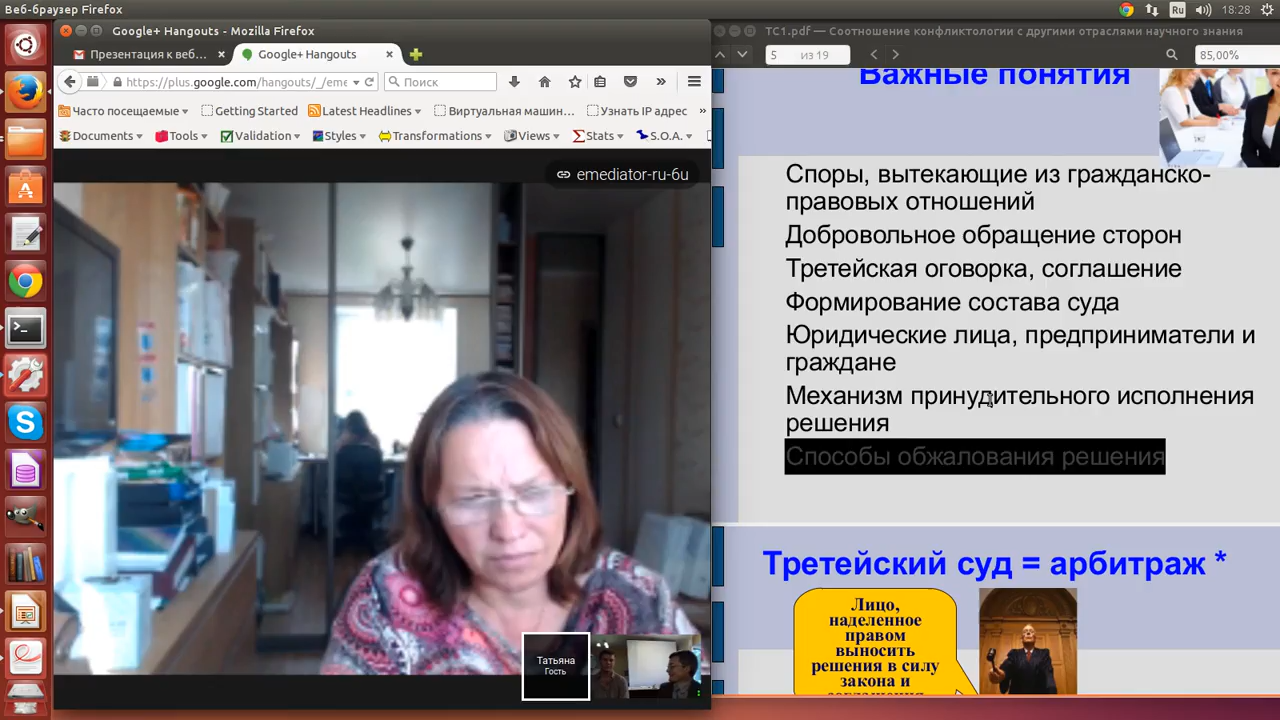 Веб-браузер Firefox
Ru
18:28
Google+ Hangouts - Mozilla Firefox
TC1.pdf — Соотношение конфликтологии с другими отраслями научного знания
Презентация к веб...
Google+ Hangouts
5
из 19
85,00%
https://plus.google.com/hangouts/_/eme
Поиск
Часто посещаемые
Getting Started
Latest Headlines
Виртуальная машин...
Узнать IP адрес
Documents
Tools
Validation
Styles
Transformations
Views
Stats
S.O.A.
emediator-ru-6u
Важные понятия
Споры, вытекающие из гражданско-
правовых отношений
Добровольное обращение сторон
Третейская оговорка, соглашение
Формирование состава суда
Юридические лица, предприниматели и
граждане
Механизм принудительного исполнения
решения
Способы обжалования решения
Третейский суд = арбитраж *
Лицо,
наделенное
правом
выносить
решения в силу
закона и
Татьяна
Гость